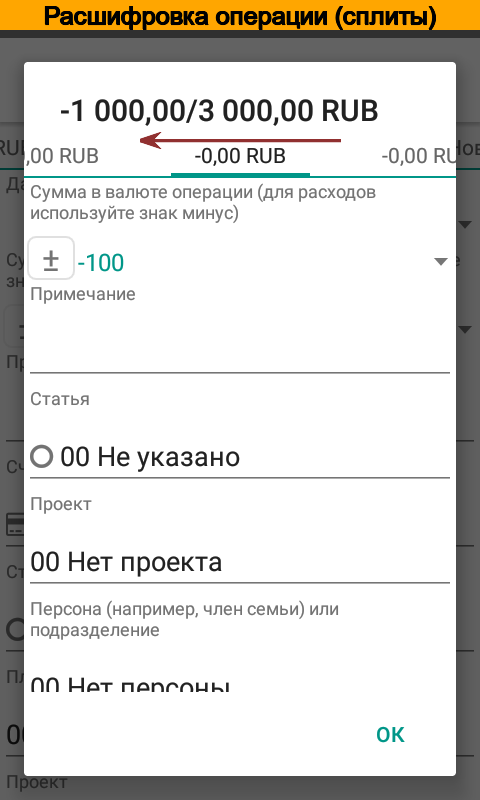 Расшифровка операции (сплиты)
-1 000,00/3 000,00 RUB
,00 RUB
-0,00 RUB
-0,00 RU
Сумма в валюте операции (для расходов
используйте знак минус)
±
-100
Примечание
Статья
00 Не указано
Проект
00 Нет проекта
Персона (например, член семьи) или
подразделение
00 Нет персоны
OK
Проект